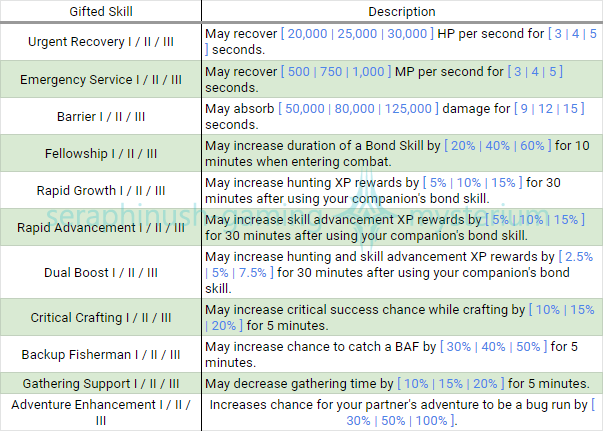 Gifted Skill Description
Urgent Recovery I / II / III May recover [ 20,000 | 25,000 | 30,000 ] HP per second for [ 3 | 4 | 5
] seconds.
Emergency Service I / II / III May recover [ 500 | 750 | 1,000 ] MP per second for [ 3 | 4 | 5 ]
seconds.
Barrier I / II / III May absorb [ 50,000 | 80,000 | 125,000 ] damage for [ 9 | 12 | 15 ]
seconds.
Fellowship I / II / III May increase duration of a Bond Skill by [ 20% | 40% | 60% ] for 10
minutes when entering combat.
Rapid Growth I / II / III May increase hunting XP rewards by [ 5% | 10% | 15% ] for 30
minutes after using your companion's bond skill.
seraphinush-gaming mysterium
Rapid Advancement I / II / III May increase skill advancement XP rewards by [ 5% | 10% | 15% ]
for 30 minutes after using your companion's bond skill.
Dual Boost I / II / III May increase hunting and skill advancement XP rewards by [ 2.5%
| 5% | 7.5% ] for 30 minutes after using your companion's bond
skill.
Critical Crafting I / II / III May increase critical success chance while crafting by [ 10% | 15%
| 20% ] for 5 minutes.
Backup Fisherman I / II / III May increase chance to catch a BAF by [ 30% | 40% | 50% ] for 5
minutes.
Gathering Support I / II / III May decrease gathering time by [ 10% | 15% | 20% ] for 5 minutes.
Adventure Enhancement I / II / Increases chance for your partner's adventure to be a bug run by [
III 30% | 50% | 100% ].